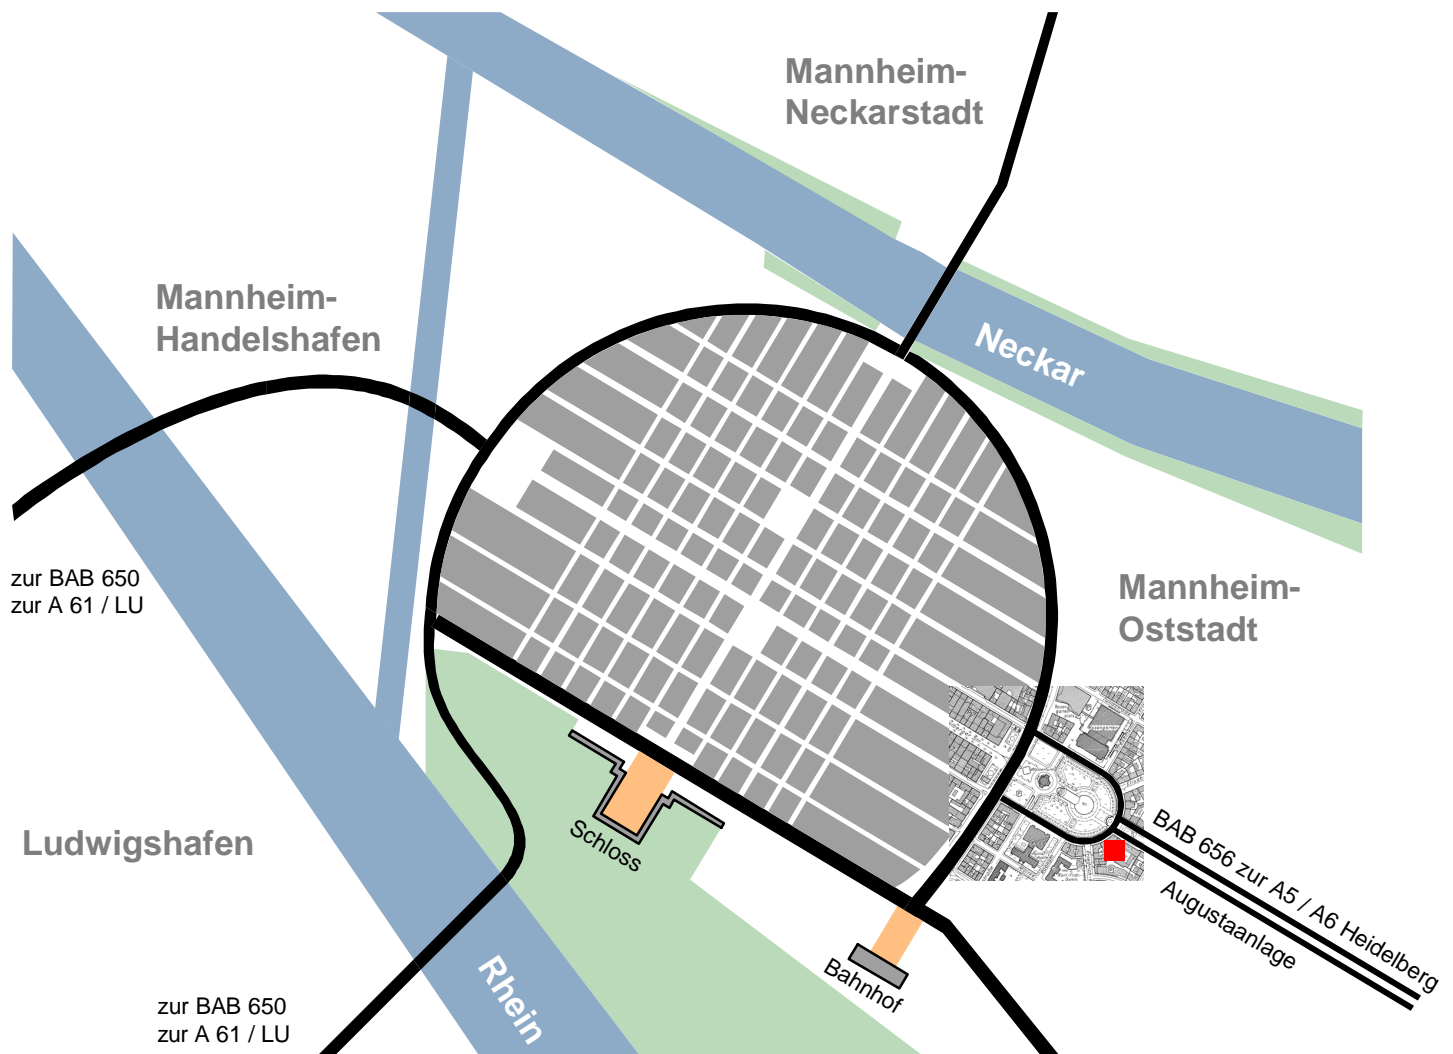 Mannheim-
Neckarstadt
Mannheim-
Handelshafen
Neckar
zur BAB 650
zur A 61 / LU
Mannheim-
Oststadt
Ludwigshafen
Schloss
BAB 656 zur A5 / A6 Heidelberg
Augustaanlage
Bahnhof
Rhein
zur BAB 650
zur A 61 / LU